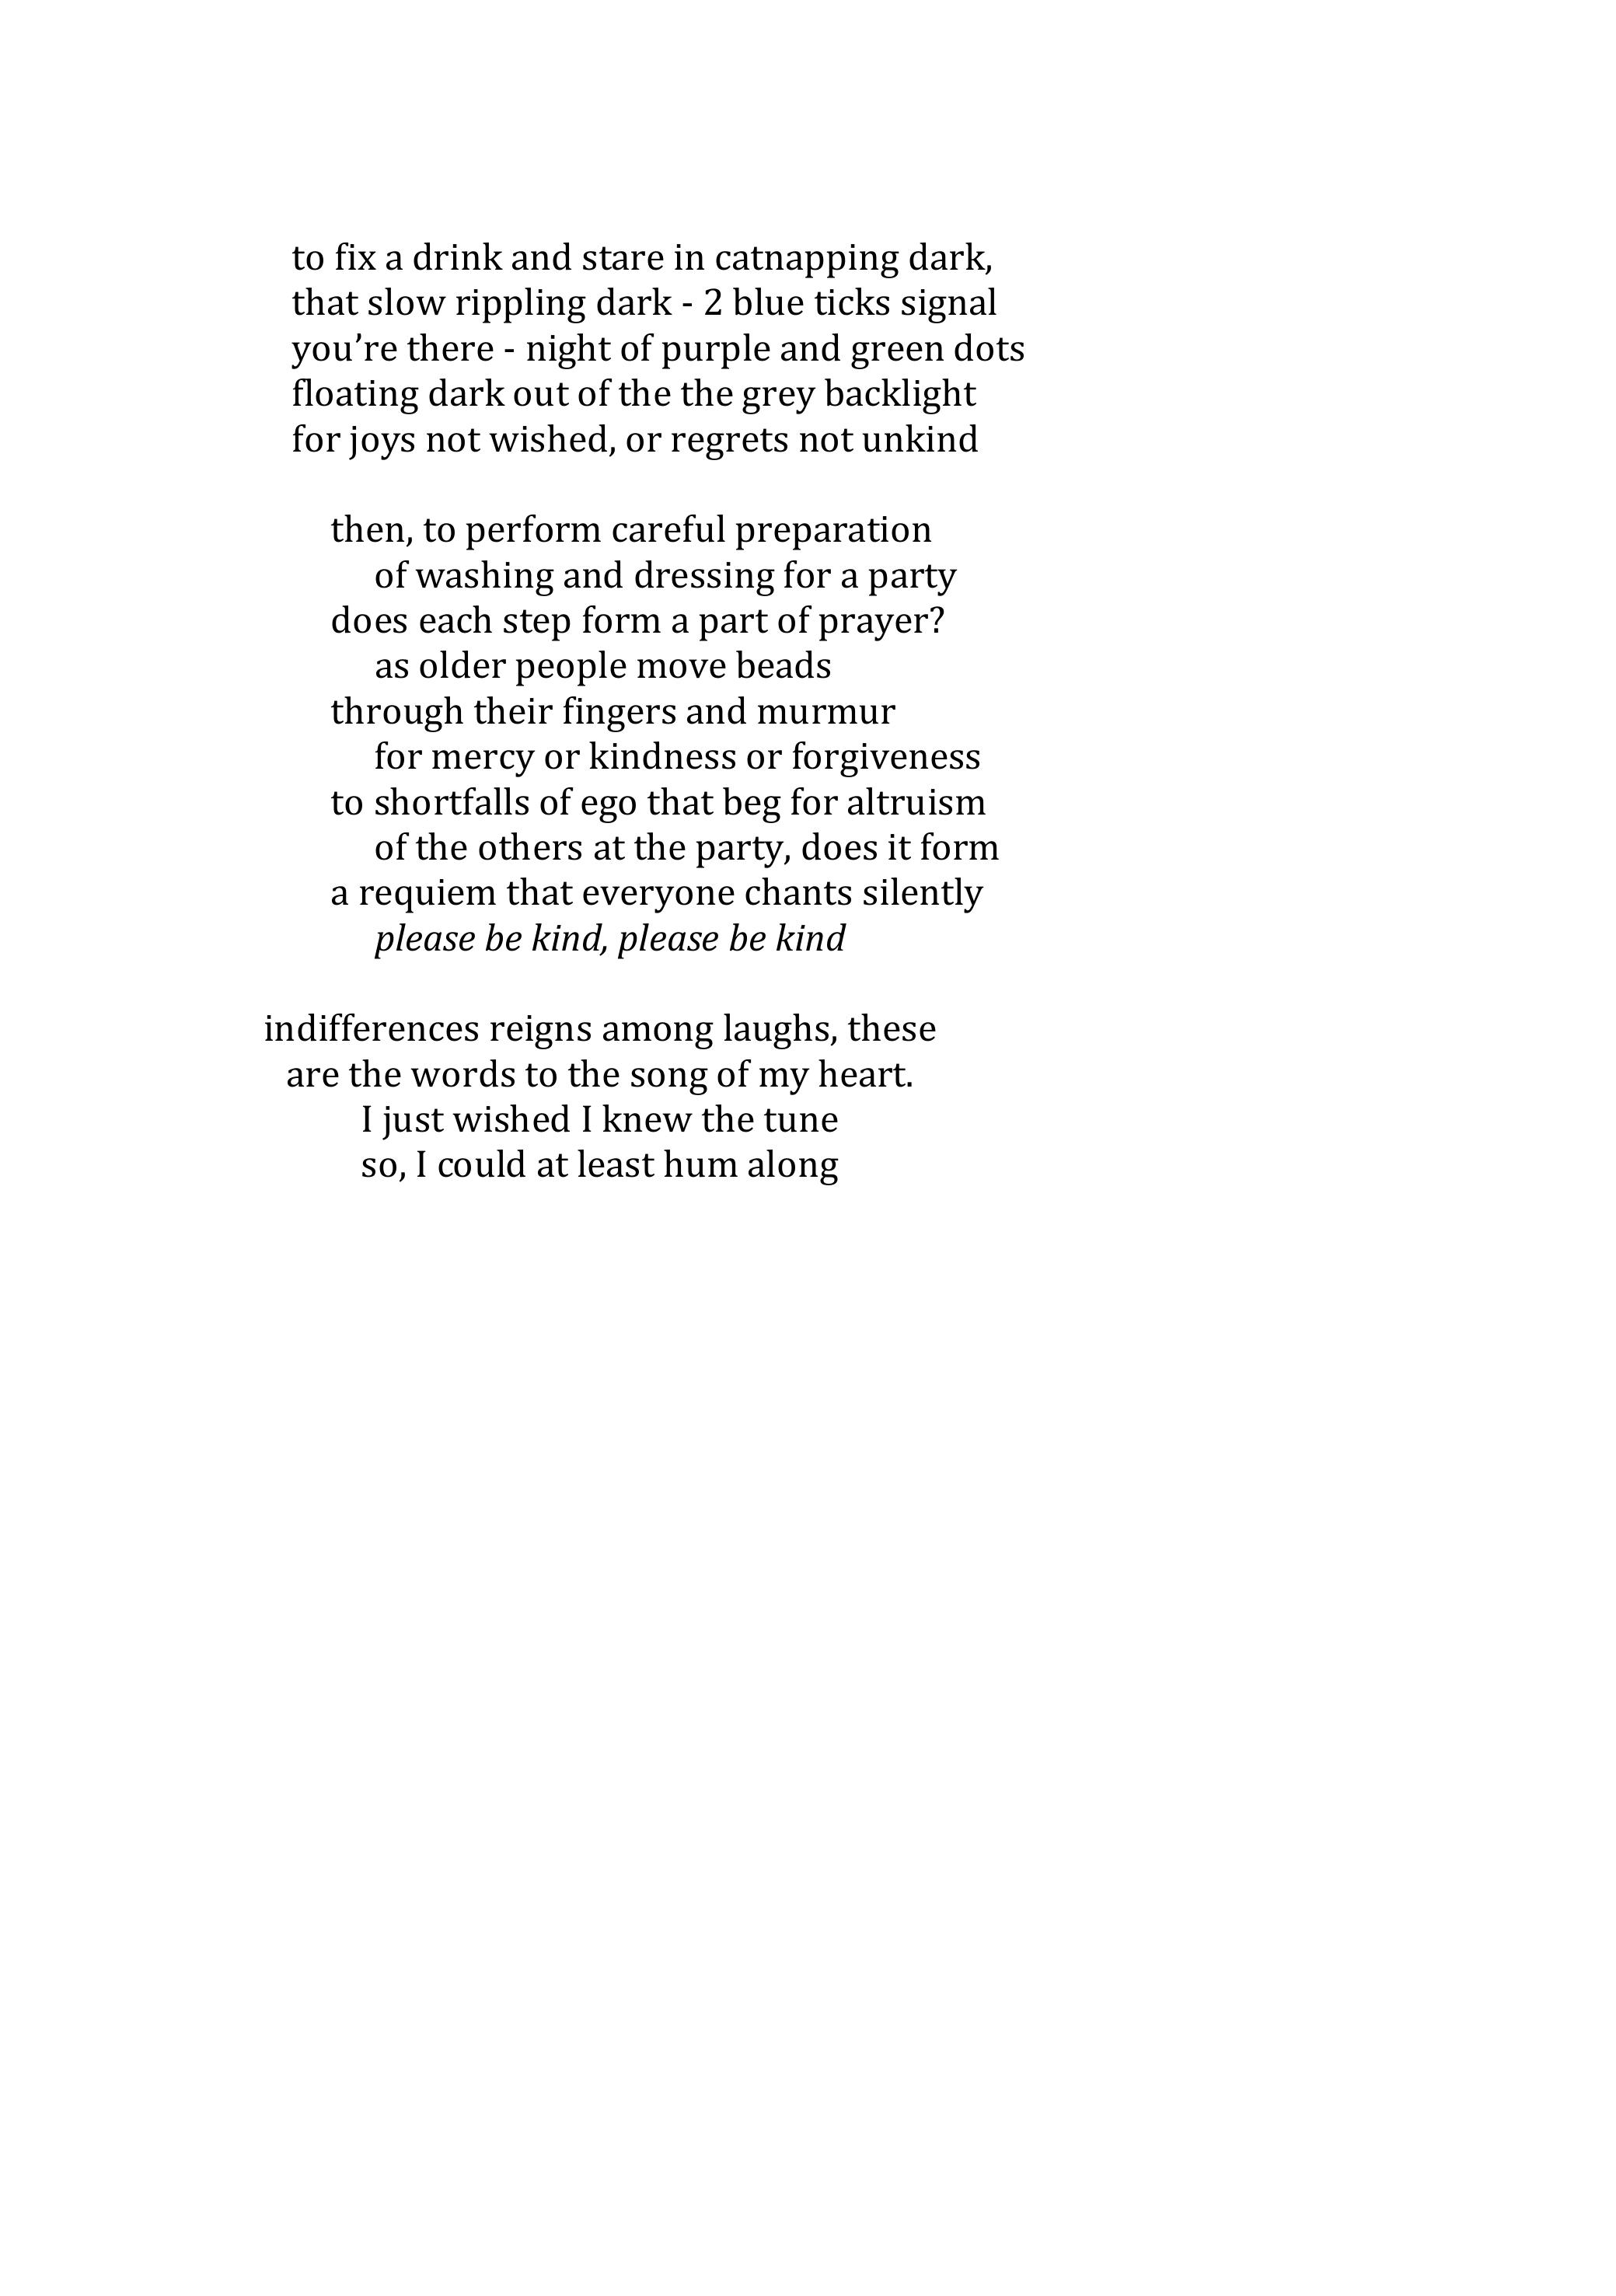 to fix a drink and stare in catnapping dark,
that slow rippling dark - 2 blue ticks signal
you’re there - night of purple and green dots
floating dark out of the the grey backlight
for joys not wished, or regrets not unkind
then, to perform careful preparation
of washing and dressing for a party
does each step form a part of prayer?
as older people move beads
through their fingers and murmur
for mercy or kindness or forgiveness
to shortfalls of ego that beg for altruism
of the others at the party, does it form
a requiem that everyone chants silently
please be kind, please be kind
indifferences reigns among laughs, these
are the words to the song of my heart.
I just wished I knew the tune
so, I could at least hum along